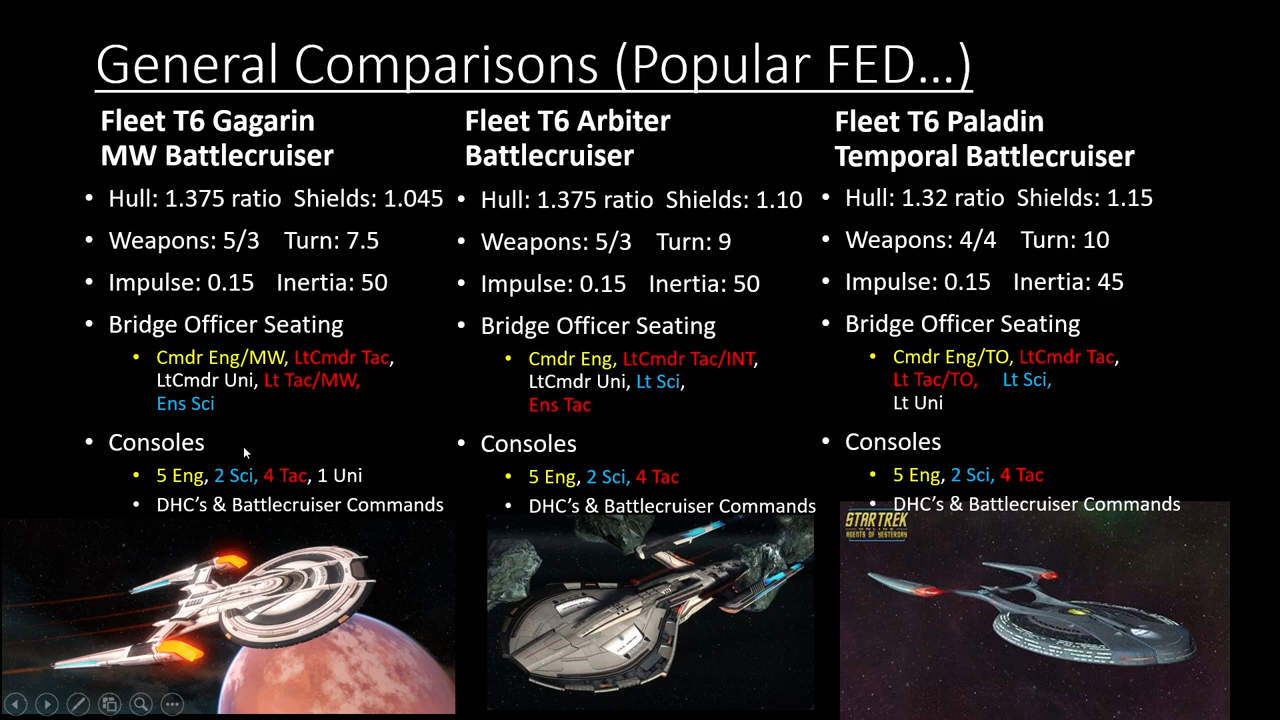 General Comparisons (Popular FED...)
Fleet T6 Gagarin
MW Battlecruiser
• Hull: 1.375 ratio  Shields: 1.045
• Weapons: 5/3    Turn: 7.5
• Impulse: 0.15    Inertia: 50
• Bridge Officer Seating
• Cmdr Eng/MW, LtCmdr Tac,
LtCmdr Uni, Lt Tac/MW,
Ens Sci
• Consoles
• 5 Eng, 2 Sci, 4 Tac, 1 Uni
• DHC's & Battlecruiser Commands
Fleet T6 Arbiter
Battlecruiser
• Hull: 1.375 ratio  Shields: 1.10
• Weapons: 5/3    Turn: 9
• Impulse: 0.15    Inertia: 50
• Bridge Officer Seating
• Cmdr Eng, LtCmdr Tac/INT,
LtCmdr Uni, Lt Sci,
Ens Tac
• Consoles
• 5 Eng, 2 Sci, 4 Tac
• DHC's & Battlecruiser Commands
Fleet T6 Paladin
Temporal Battlecruiser
• Hull: 1.32 ratio  Shields: 1.15
• Weapons: 4/4    Turn: 10
• Impulse: 0.15    Inertia: 45
• Bridge Officer Seating
• Cmdr Eng/TO, LtCmdr Tac,
Lt Tac/TO,    Lt Sci,
Lt Uni
• Consoles
• 5 Eng, 2 Sci, 4 Tac
• DHC's & Battlecruiser Commands
STAR TREK
ONLINE
AGENTS OF YESTERDAY